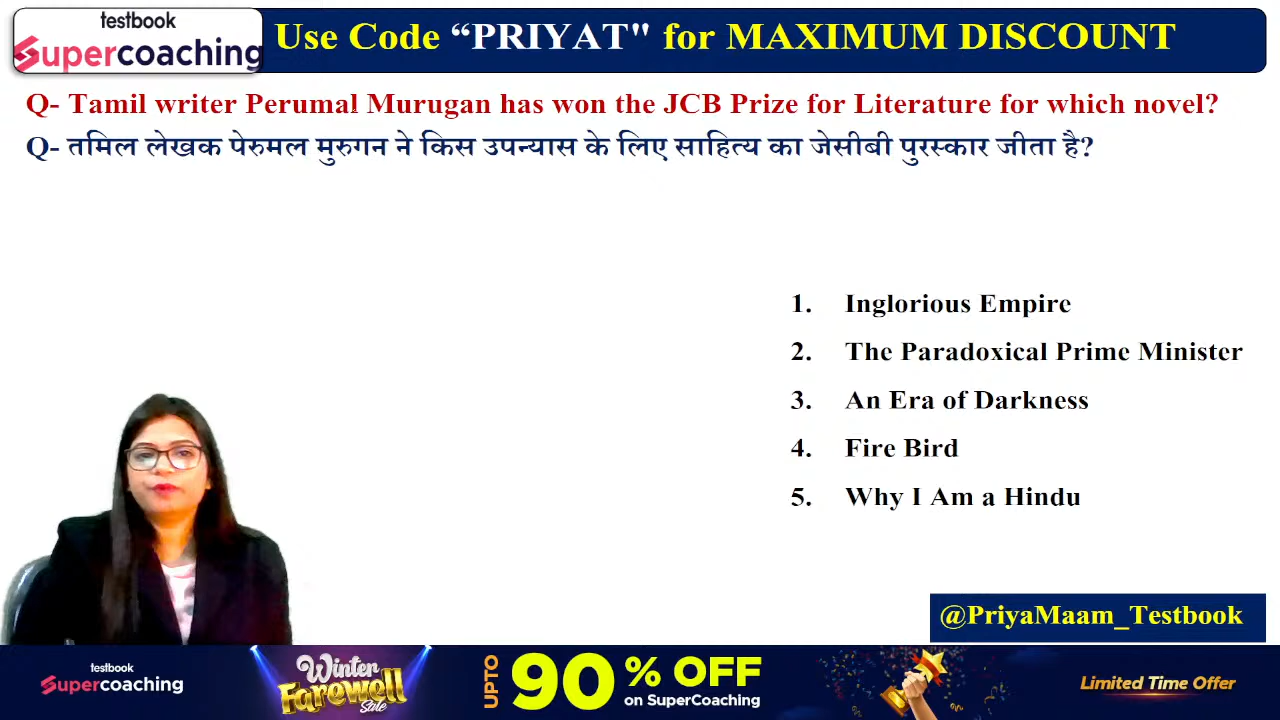 testbook
Supercoaching
Use Code “PRIYAT" for MAXIMUM DISCOUNT
Q- Tamil writer Perumal Murugan has won the JCB Prize for Literature for which novel?
Q- तमिल लेखक पेरुमल मुरुगन ने किस उपन्यास के लिए साहित्य का जेसीबी पुरस्कार जीता है?
1. Inglorious Empire
2. The Paradoxical Prime Minister
3. An Era of Darkness
4. Fire Bird
5. Why I Am a Hindu
@PriyaMaam_Testbook
testbook
Supercoaching
Winter
Farewell
Sale
UPTO 90% OFF
on SuperCoaching
Limited Time Offer